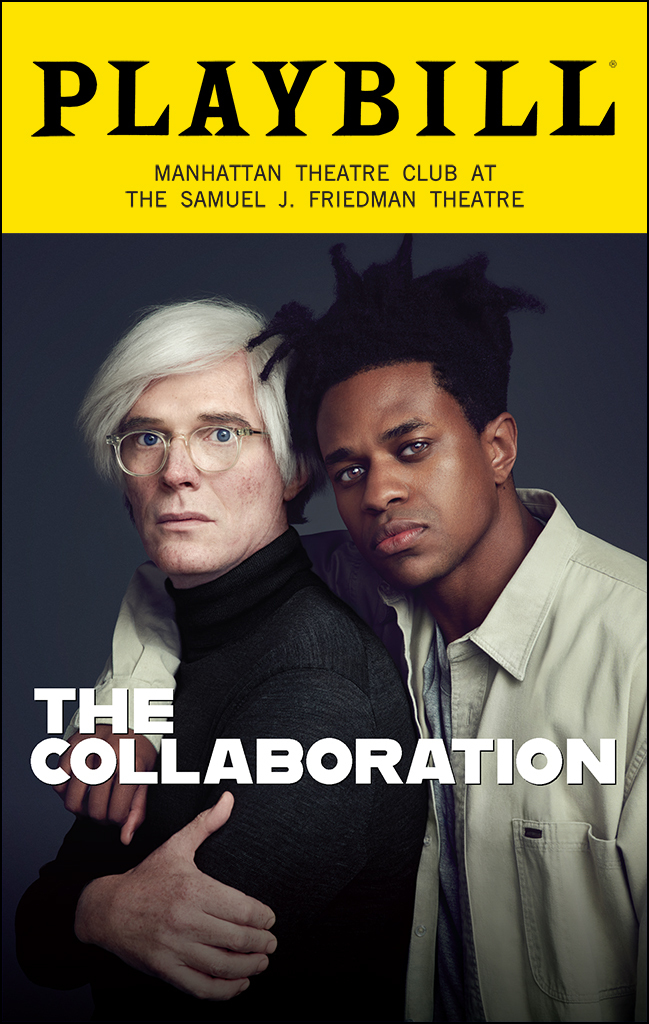 PLAYBILL®
MANHATTAN THEATRE CLUB AT
THE SAMUEL J. FRIEDMAN THEATRE
THE
COLLABORATION